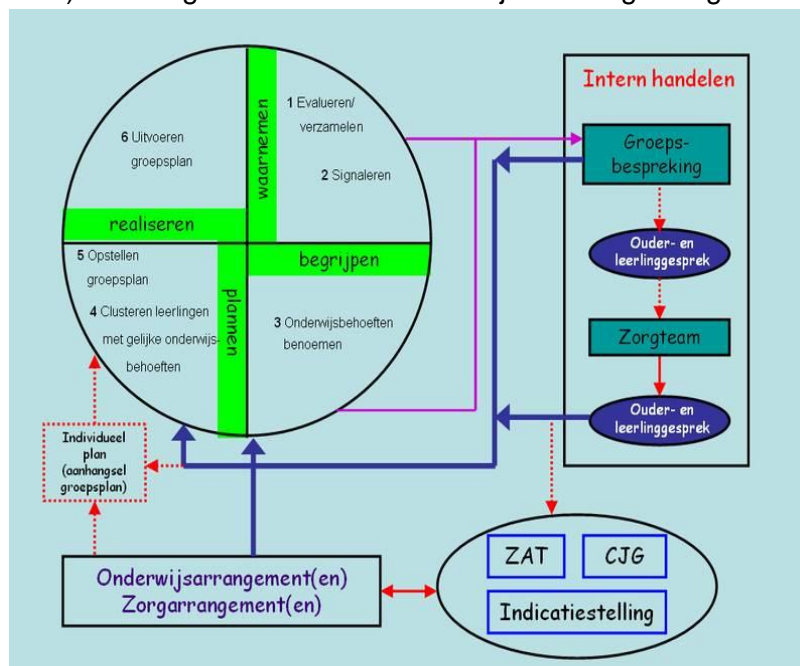 1 Evalueren/
verzamelen
2 Signaleren
waarnemen
6 Uitvoeren
groepsplan
realiseren
begrijpen
5 Opstellen
groepsplan
4 Clusteren leerlingen
met gelijke onderwijs-
behoeften
plannen
3 Onderwijsbehoeften
benoemen
Intern handelen
Groeps-
bespreking
Ouder- en
leerlinggesprek
Zorgteam
Ouder- en
leerlinggesprek
Individueel
plan
(aanhangsel
groepsplan)
Onderwijsarrangement(en)
Zorgarrangement(en)
ZAT
CJG
Indicatiestelling